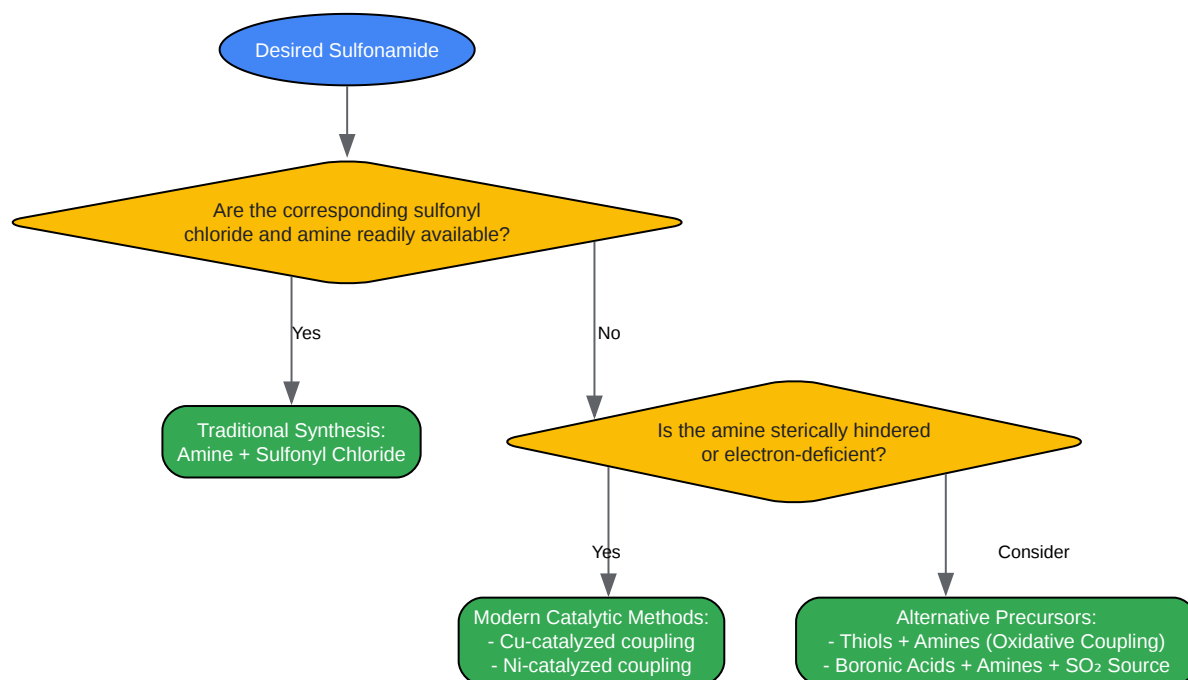 Desired Sulfonamide
Are the corresponding sulfonyl
chloride and amine readily available?
Yes
No
Traditional Synthesis:
Amine + Sulfonyl Chloride
Is the amine sterically hindered
or electron-deficient?
Yes
Consider
Modern Catalytic Methods:
- Cu-catalyzed coupling
- Ni-catalyzed coupling
Alternative Precursors:
- Thiols + Amines (Oxidative Coupling)
- Boronic Acids + Amines + SO₂ Source